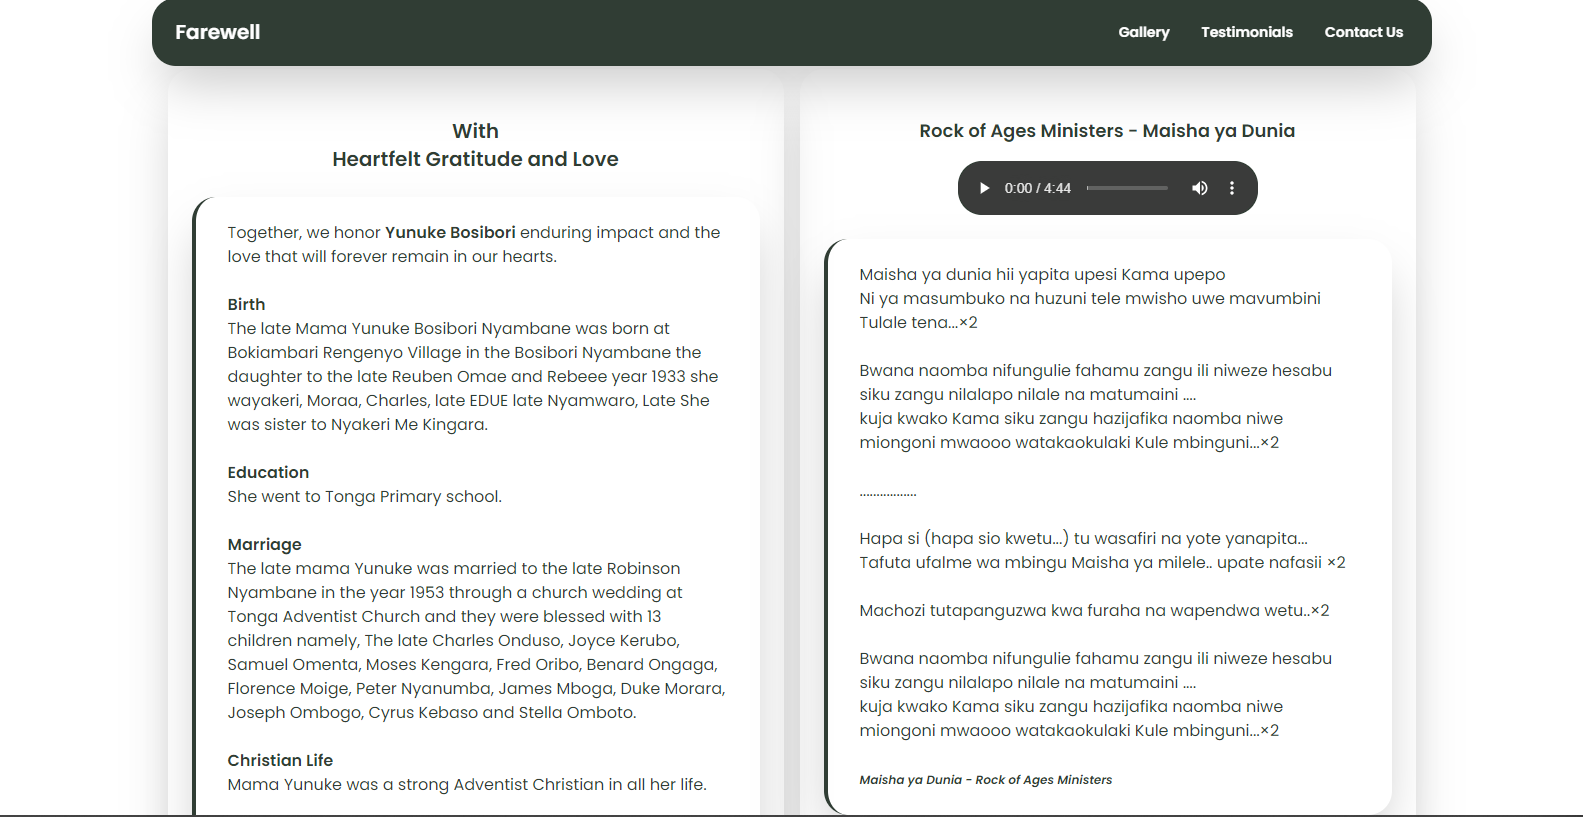 Farewell
Gallery
Testimonials
Contact Us
With
Heartfelt Gratitude and Love
Together, we honor Yunuke Bosibori enduring impact and the
love that will forever remain in our hearts.
Birth
The late Mama Yunuke Bosibori Nyambane was born at
Bokiambari Rengenyo Village in the Bosibori Nyambane the
daughter to the late Reuben Omae and Rebeee year 1933 she
wayakeri, Moraa, Charles, late EDUE late Nyamwaro, Late She
was sister to Nyakeri Me Kingara.
Education
She went to Tonga Primary school.
Marriage
The late mama Yunuke was married to the late Robinson
Nyambane in the year 1953 through a church wedding at
Tonga Adventist Church and they were blessed with 13
children namely, The late Charles Onduso, Joyce Kerubo,
Samuel Omenta, Moses Kengara, Fred Oribo, Benard Ongaga,
Florence Moige, Peter Nyanumba, James Mboga, Duke Morara,
Joseph Ombogo, Cyrus Kebaso and Stella Omboto.
Christian Life
Mama Yunuke was a strong Adventist Christian in all her life.
Rock of Ages Ministers - Maisha ya Dunia
0:00 / 4:44
Maisha ya dunia hii yapita upesi Kama upepo
Ni ya masumbuko na huzuni tele mwisho uwe mavumbini
Tulale tena...×2
Bwana naomba nifungulie fahamu zangu ili niweze hesabu
siku zangu nilalapo nilale na matumaini ....
kuja kwako Kama siku zangu hazijafika naomba niwe
miongoni mwaooo watakaokulaki Kule mbinguni...×2
.................
Hapa si (hapa sio kwetu...) tu wasafiri na yote yanapita...
Tafuta ufalme wa mbingu Maisha ya milele.. upate nafasii ×2
Machozi tutapanguzwa kwa furaha na wapendwa wetu..×2
Bwana naomba nifungulie fahamu zangu ili niweze hesabu
siku zangu nilalapo nilale na matumaini ....
kuja kwako Kama siku zangu hazijafika naomba niwe
miongoni mwaooo watakaokulaki Kule mbinguni...×2
Maisha ya Dunia - Rock of Ages Ministers